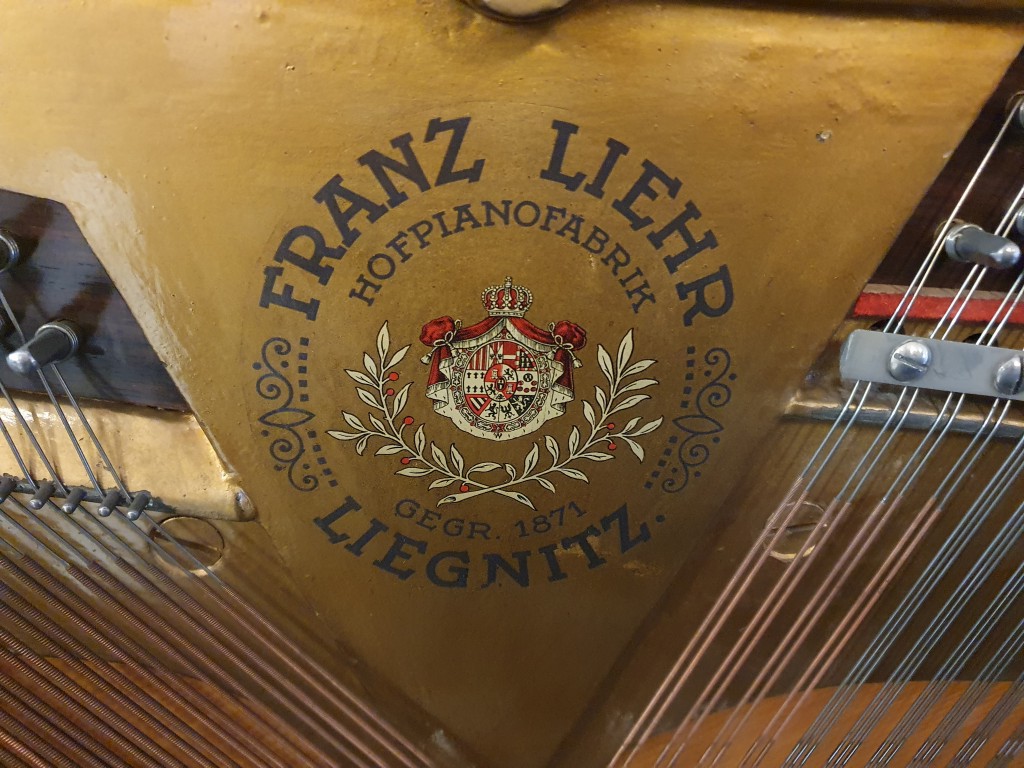 FRANZ LIEHR
HOFPIANOFABRIK
GEGR. 1871
LIEGNITZ.